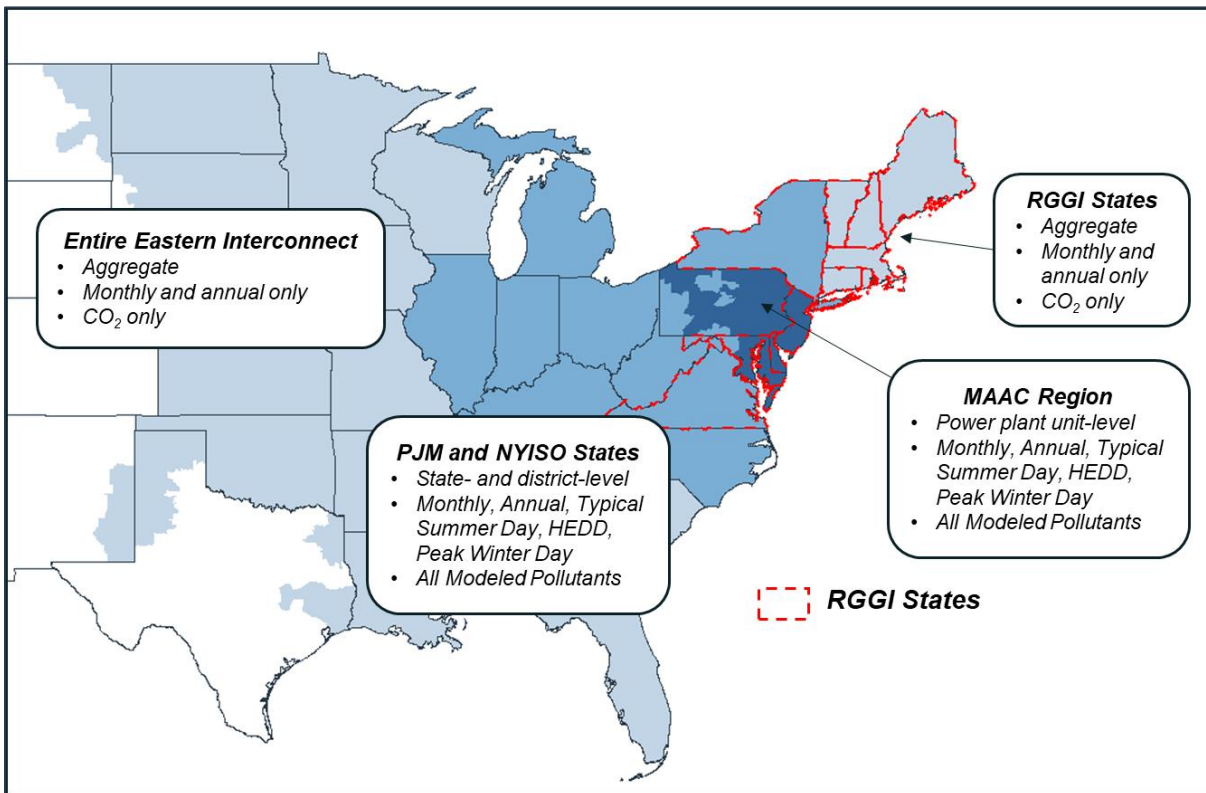 Entire Eastern Interconnect
• Aggregate
• Monthly and annual only
• CO₂ only
RGGI States
• Aggregate
• Monthly and
annual only
• CO₂ only
PJM and NYISO States
• State- and district-level
• Monthly, Annual, Typical
Summer Day, HEDD,
Peak Winter Day
• All Modeled Pollutants
MAAC Region
• Power plant unit-level
• Monthly, Annual, Typical
Summer Day, HEDD,
Peak Winter Day
• All Modeled Pollutants
RGGI States